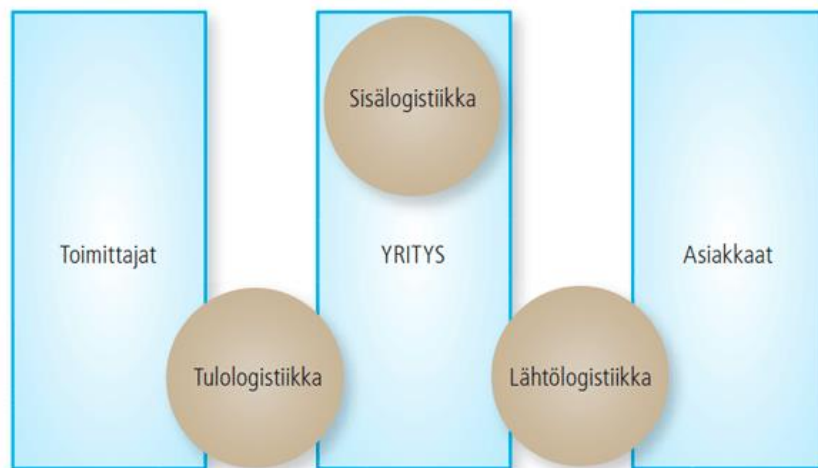 Sisälogistiikka
Toimittajat
YRITYS
Asiakkaat
Tulologistiikka
Lähtölogistiikka